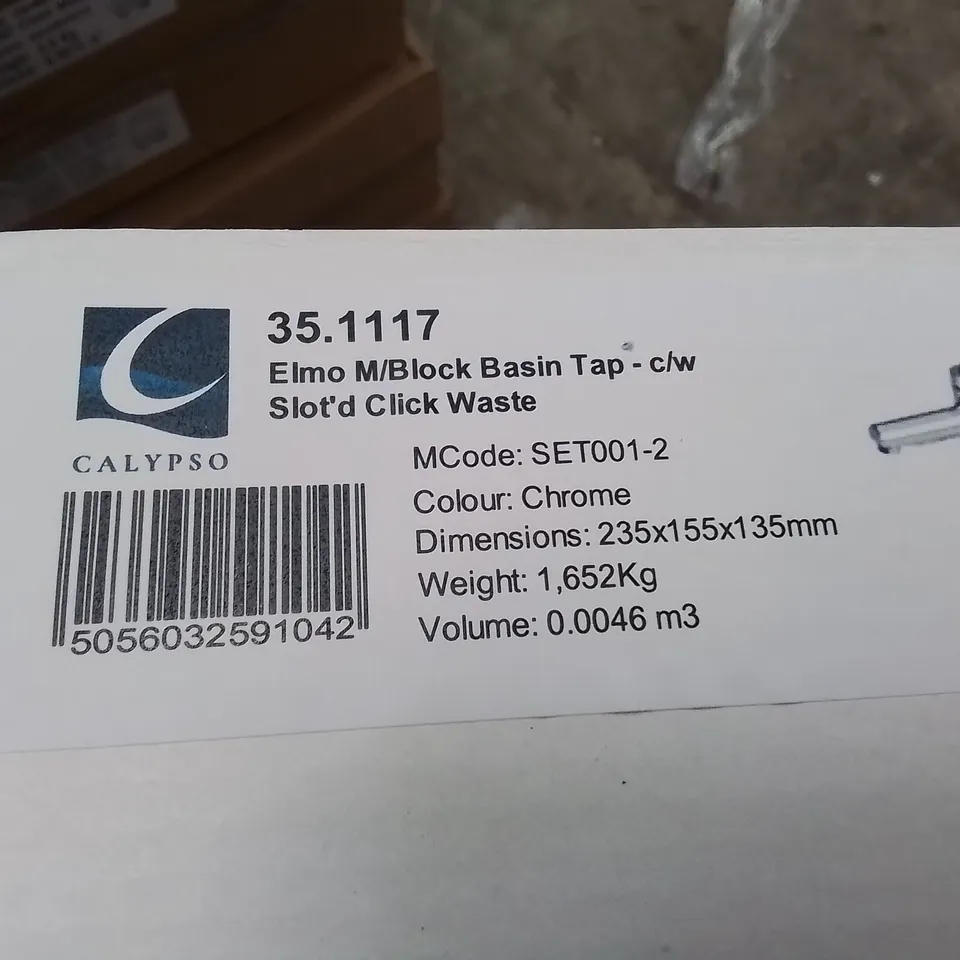 35.1117
Elmo M/Block Basin Tap - c/w
Slot'd Click Waste
CALYPSO
MCode: SET001-2
Colour: Chrome
Dimensions: 235x155x135mm
Weight: 1,652Kg
Volume: 0.0046 m3
5056032591042